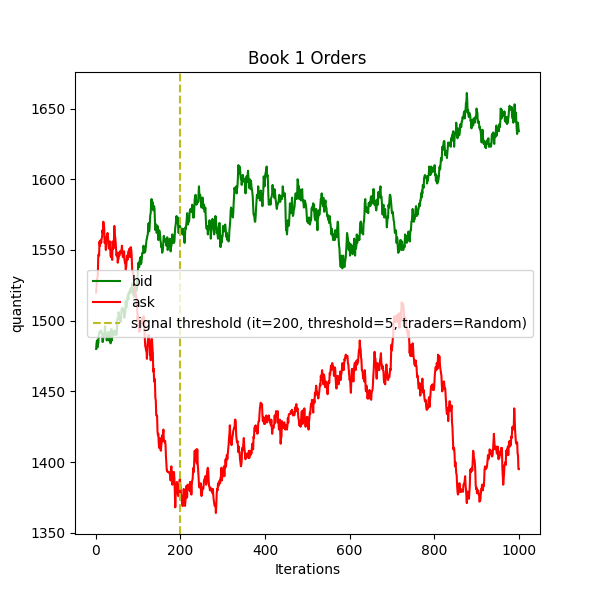 Book 1 Orders
quantity
1650
1600
1550
1500
1450
1400
1350
bid
ask
signal threshold (it=200, threshold=5, traders=Random)
0 200 400 600 800 1000
Iterations